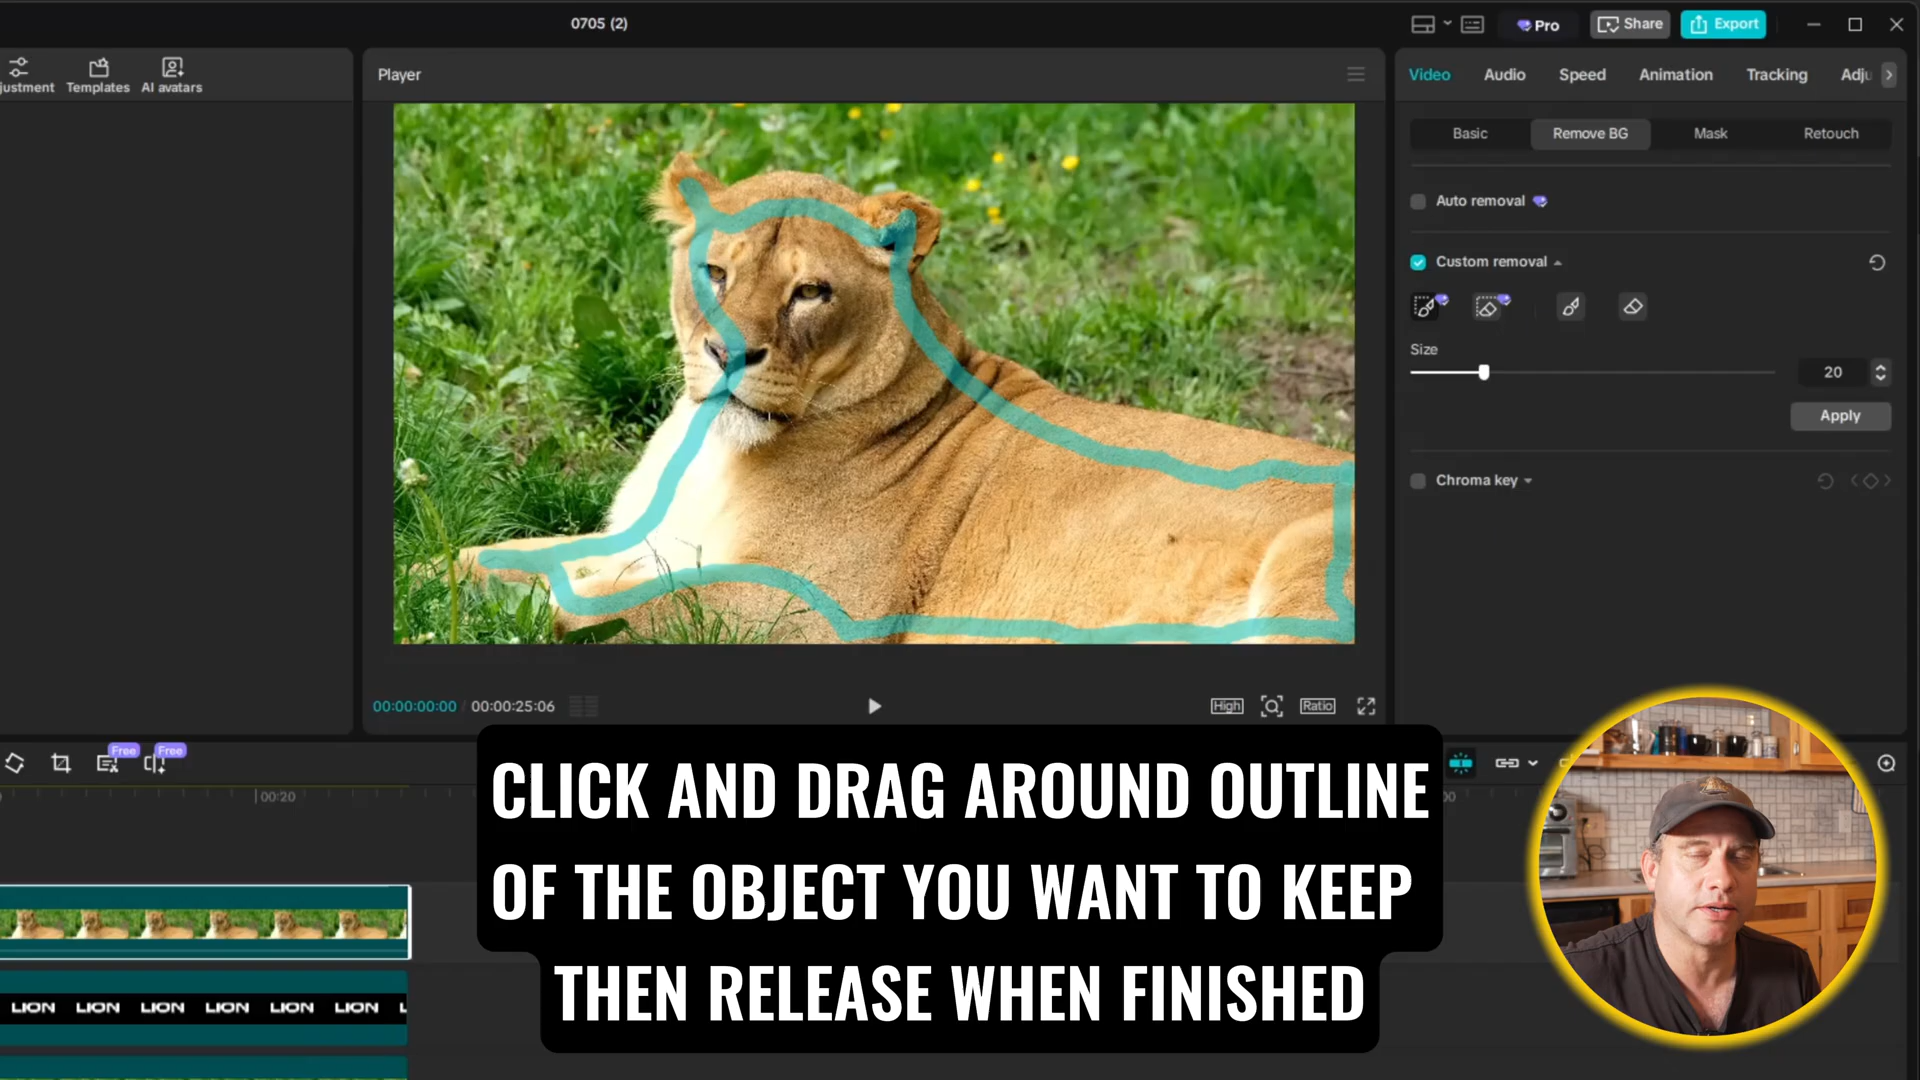 0705 (2)
Pro
Share
Export
justment
Templates
AI avatars
Player
Video
Audio
Speed
Animation
Tracking
Adju
Basic
Remove BG
Mask
Retouch
Auto removal
Custom removal
Size
20
Apply
Chroma key
00:00:00:00 / 00:00:25:06
High
Ratio
Free
Free
00:20
CLICK AND DRAG AROUND OUTLINE
OF THE OBJECT YOU WANT TO KEEP
THEN RELEASE WHEN FINISHED
LION LION LION LION LION LION L